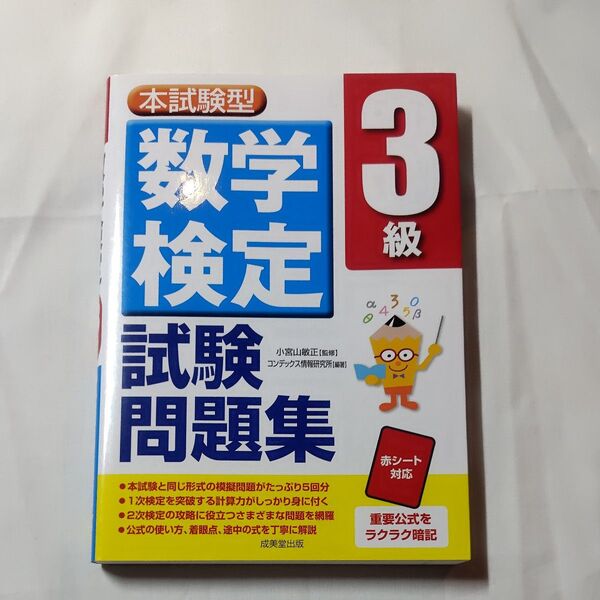 本試験型
数学
検定
3
級
試験
問題集
小宮山敏正[監修]
コンデックス情報研究所[編著]
α 4 3 5 0
θ β
赤シート
対応
●本試験と同じ形式の模擬問題がたっぷり5回分
●1次検定を突破する計算力がしっかり身に付く
●2次検定の攻略に役立つさまざまな問題を網羅
●公式の使い方、着眼点、途中の式を丁寧に解説
重要公式を
ラクラク暗記
成美堂出版